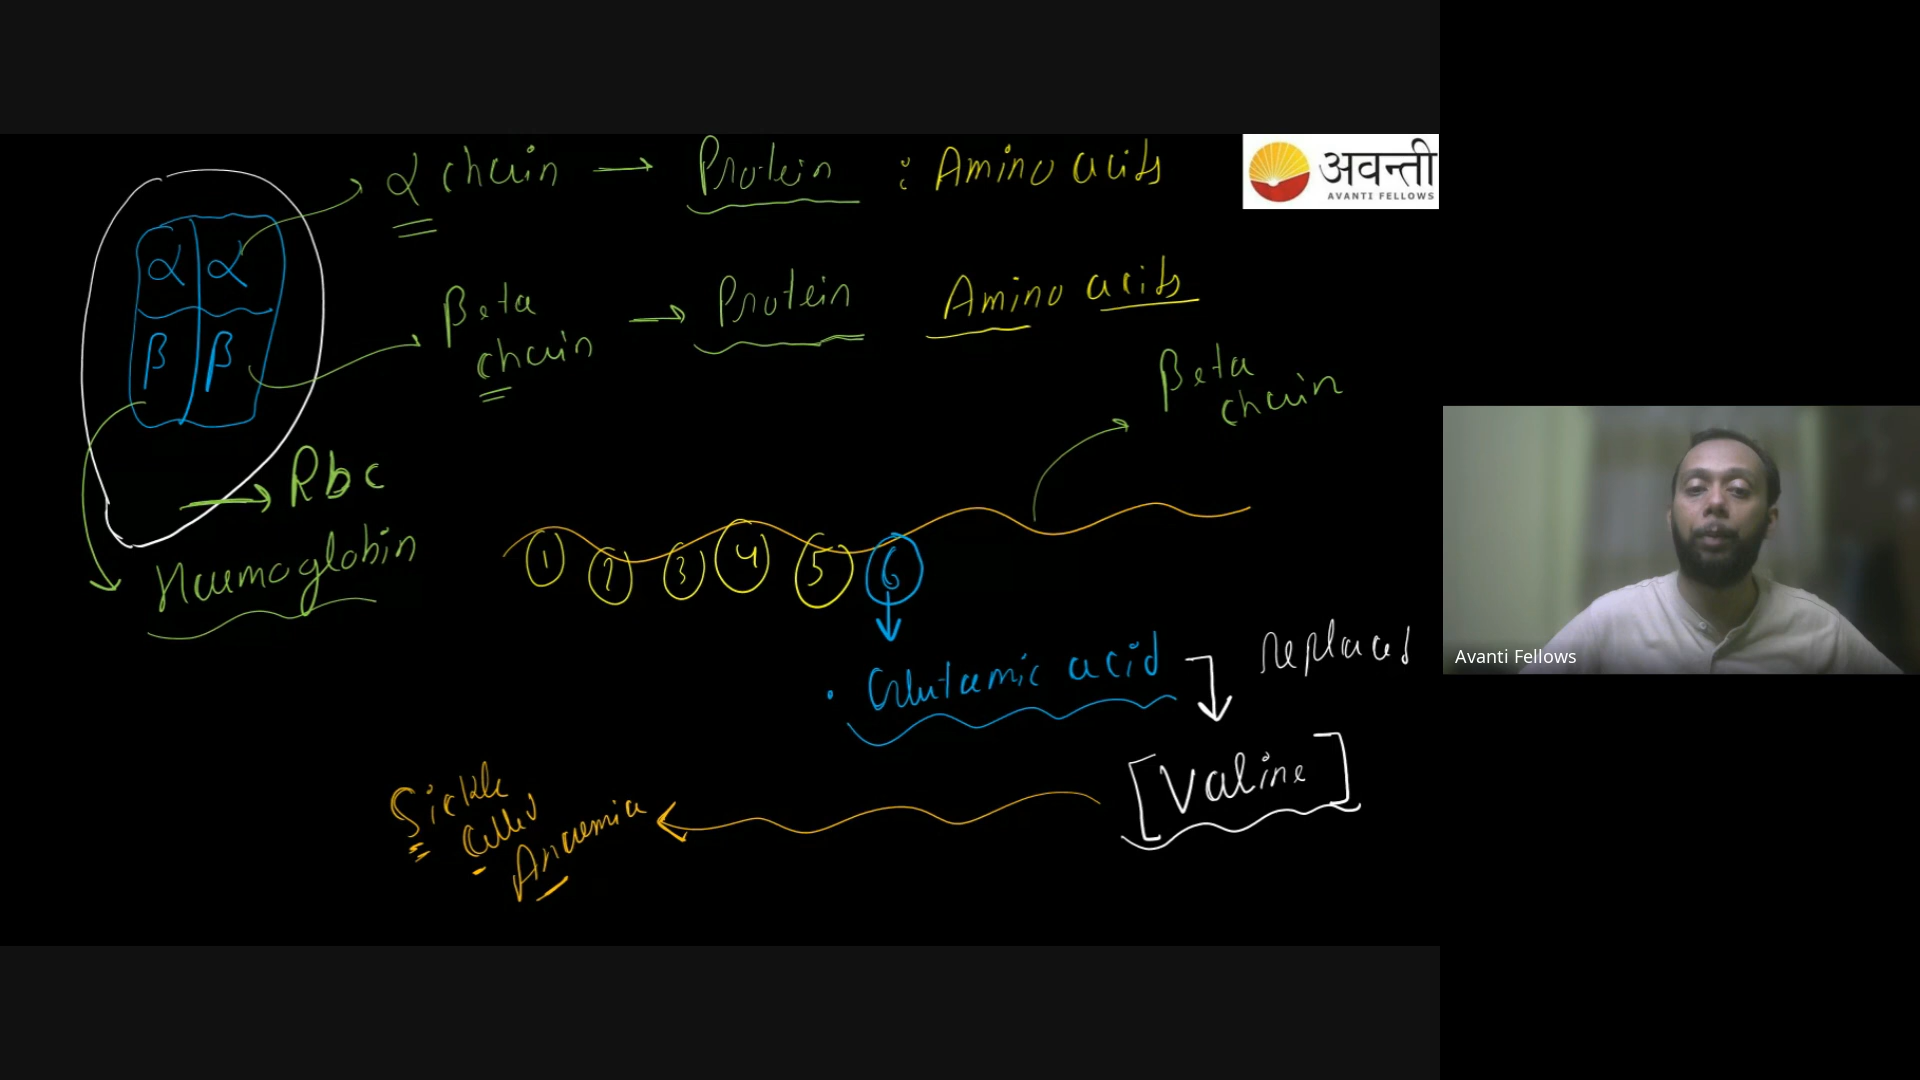 α chain → Protein : Amino acids
अवन्ती
AVANTI FELLOWS
α α
β β
Beta chain → Protein Amino acids
Beta chain
→ Rbc
Haemoglobin
1 2 3 4 5 6
Glutamic acid
replaced
[Valine]
Sickle
Celled
Anaemia
Avanti Fellows